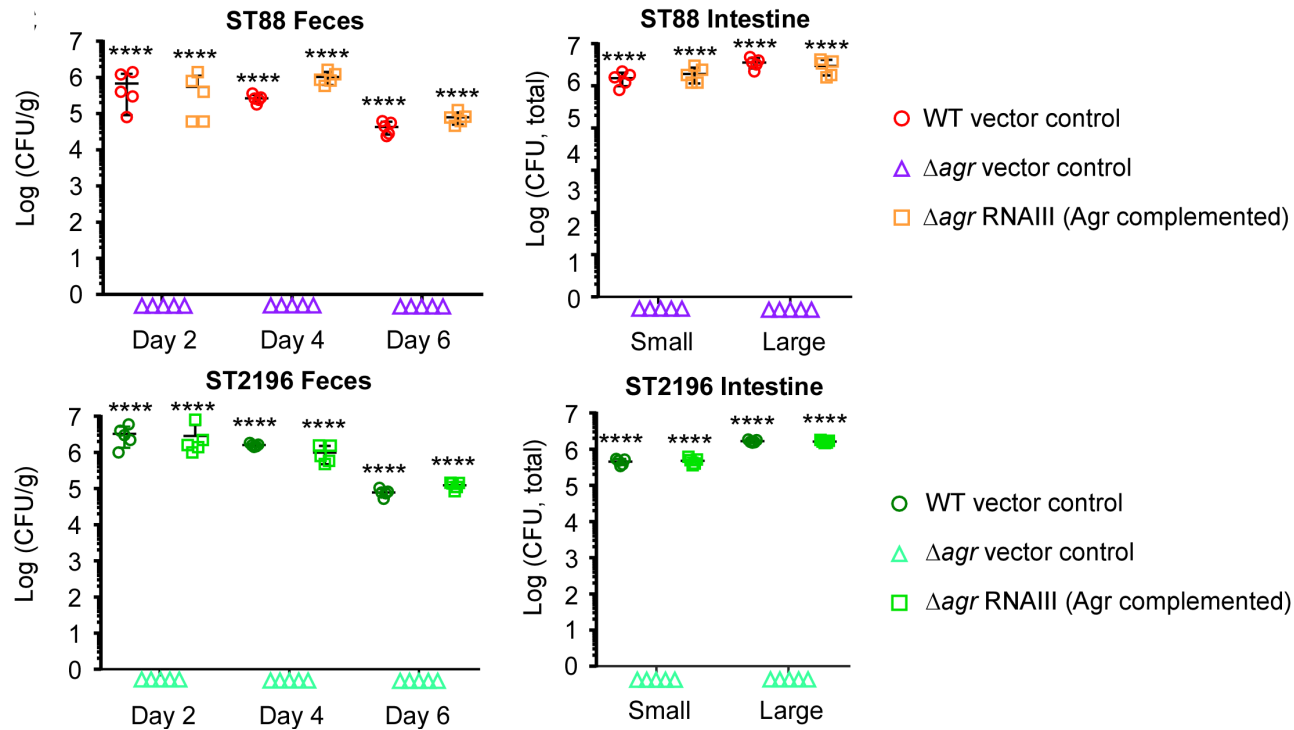 ST88 Feces
****
****
****
****
****
****
7
6
5
4
3
2
1
0
Log (CFU/g)
Day 2
Day 4
Day 6
ST88 Intestine
****
****
****
****
7
6
5
4
3
2
1
0
Log (CFU, total)
Small
Large
WT vector control
Δagr vector control
Δagr RNAIII (Agr complemented)
ST2196 Feces
****
****
****
****
****
****
7
6
5
4
3
2
1
0
Log (CFU/g)
Day 2
Day 4
Day 6
ST2196 Intestine
****
****
****
****
7
6
5
4
3
2
1
0
Log (CFU, total)
Small
Large
WT vector control
Δagr vector control
Δagr RNAIII (Agr complemented)